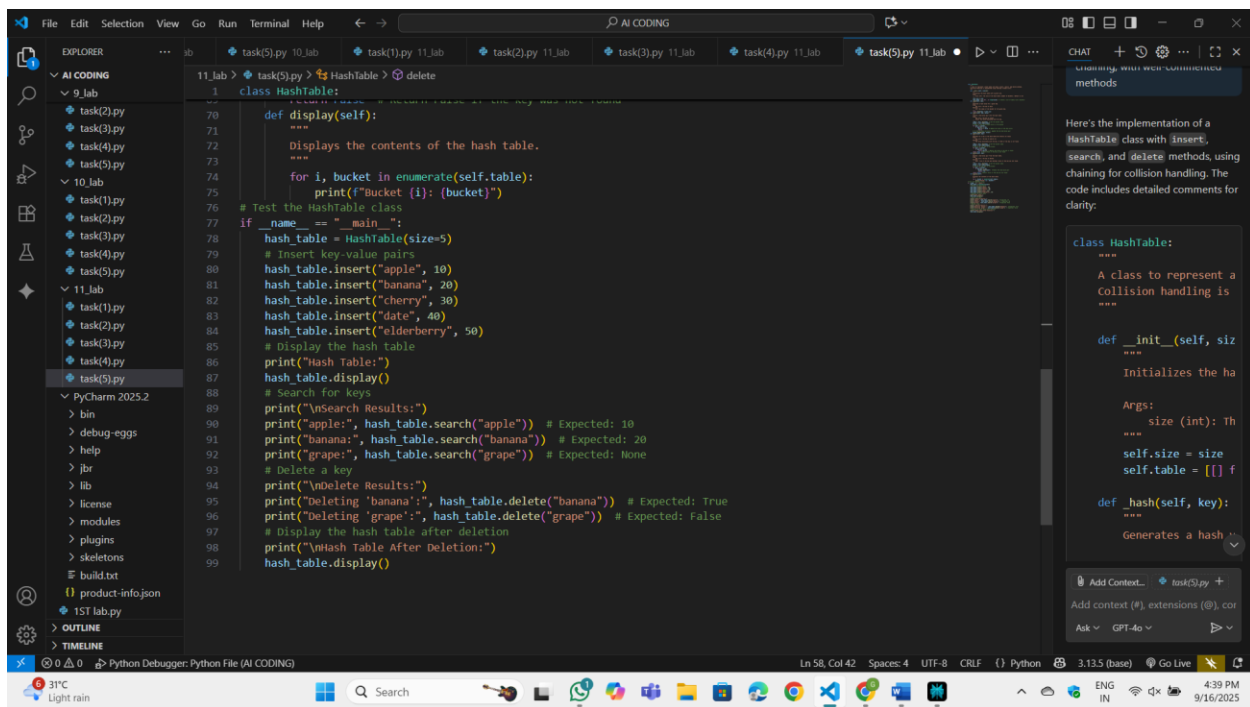 File Edit Selection View Go Run Terminal Help
AI CODING
EXPLORER
AI CODING
9_lab
task(2).py
task(3).py
task(4).py
task(5).py
10_lab
task(1).py
task(2).py
task(3).py
task(4).py
task(5).py
11_lab
task(1).py
task(2).py
task(3).py
task(4).py
task(5).py
PyCharm 2025.2
bin
debug-eggs
help
jbr
lib
license
modules
plugins
skeletons
build.txt
product-info.json
1ST lab.py
OUTLINE
TIMELINE
task(5).py 10_lab task(1).py 11_lab task(2).py 11_lab task(3).py 11_lab task(4).py 11_lab task(5).py 11_lab
11_lab > task(5).py > HashTable > delete
1 class HashTable:
return False # Return False if the key was not found
70 def display(self):
71 """
72 Displays the contents of the hash table.
73 """
74 for i, bucket in enumerate(self.table):
75 print(f"Bucket {i}: {bucket}")
76 # Test the HashTable class
77 if __name__ == "__main__":
78 hash_table = HashTable(size=5)
79 # Insert key-value pairs
80 hash_table.insert("apple", 10)
81 hash_table.insert("banana", 20)
82 hash_table.insert("cherry", 30)
83 hash_table.insert("date", 40)
84 hash_table.insert("elderberry", 50)
85 # Display the hash table
86 print("Hash Table:")
87 hash_table.display()
88 # Search for keys
89 print("\nSearch Results:")
90 print("apple:", hash_table.search("apple")) # Expected: 10
91 print("banana:", hash_table.search("banana")) # Expected: 20
92 print("grape:", hash_table.search("grape")) # Expected: None
93 # Delete a key
94 print("\nDelete Results:")
95 print("Deleting 'banana':", hash_table.delete("banana")) # Expected: True
96 print("Deleting 'grape':", hash_table.delete("grape")) # Expected: False
97 # Display the hash table after deletion
98 print("\nHash Table After Deletion:")
99 hash_table.display()
CHAT
chaining, with well-commented
methods
Here's the implementation of a
HashTable class with insert,
search, and delete methods, using
chaining for collision handling. The
code includes detailed comments for
clarity:
class HashTable:
"""
A class to represent a
Collision handling is
"""
def __init__(self, siz
"""
Initializes the ha
Args:
size (int): Th
"""
self.size = size
self.table = [[] f
def _hash(self, key):
"""
Generates a hash
Add Context... task(5).py
Add context (#), extensions (@), cor
Ask GPT-4o
0 0 Python Debugger: Python File (AI CODING)
Ln 58, Col 42 Spaces: 4 UTF-8 CRLF {} Python 3.13.5 (base) Go Live
6
31°C
Light rain
Search
ENG
IN
4:39 PM
9/16/2025